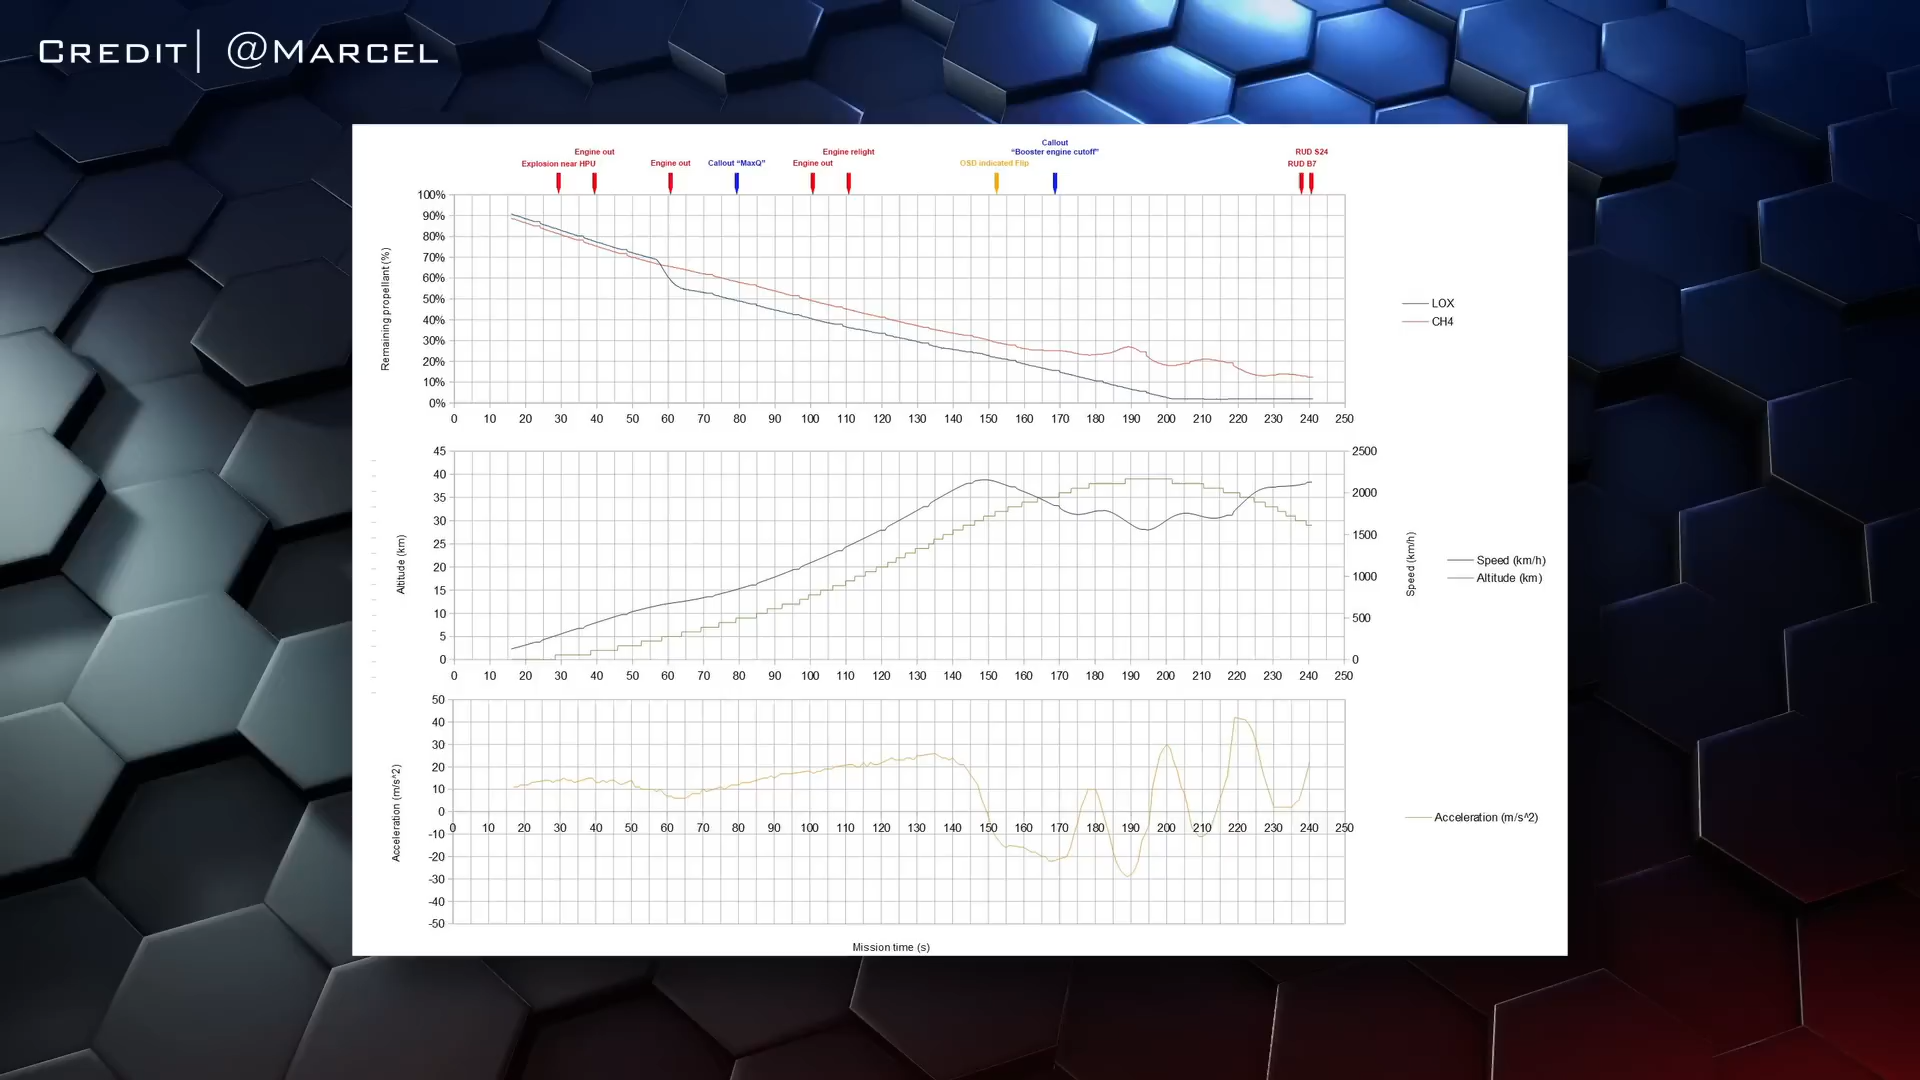 CREDIT| @MARCEL
Callout
Engine out Engine relight "Booster engine cutoff" RUD S24
Explosion near HPU Engine out Callout "MaxQ" Engine out OSD indicated Flip RUD B7
100%
90%
80%
70%
60%
50%
40%
30%
20%
10%
0%
Remaining propellant (%)
LOX
CH4
0 10 20 30 40 50 60 70 80 90 100 110 120 130 140 150 160 170 180 190 200 210 220 230 240 250
45
40
35
30
25
20
15
10
5
0
Altitude (km)
2500
2000
1500
1000
500
0
Speed (km/h)
Speed (km/h)
Altitude (km)
0 10 20 30 40 50 60 70 80 90 100 110 120 130 140 150 160 170 180 190 200 210 220 230 240 250
50
40
30
20
10
0
-10
-20
-30
-40
-50
Acceleration (m/s^2)
0 10 20 30 40 50 60 70 80 90 100 110 120 130 140 150 160 170 180 190 200 210 220 230 240 250
Acceleration (m/s^2)
Mission time (s)